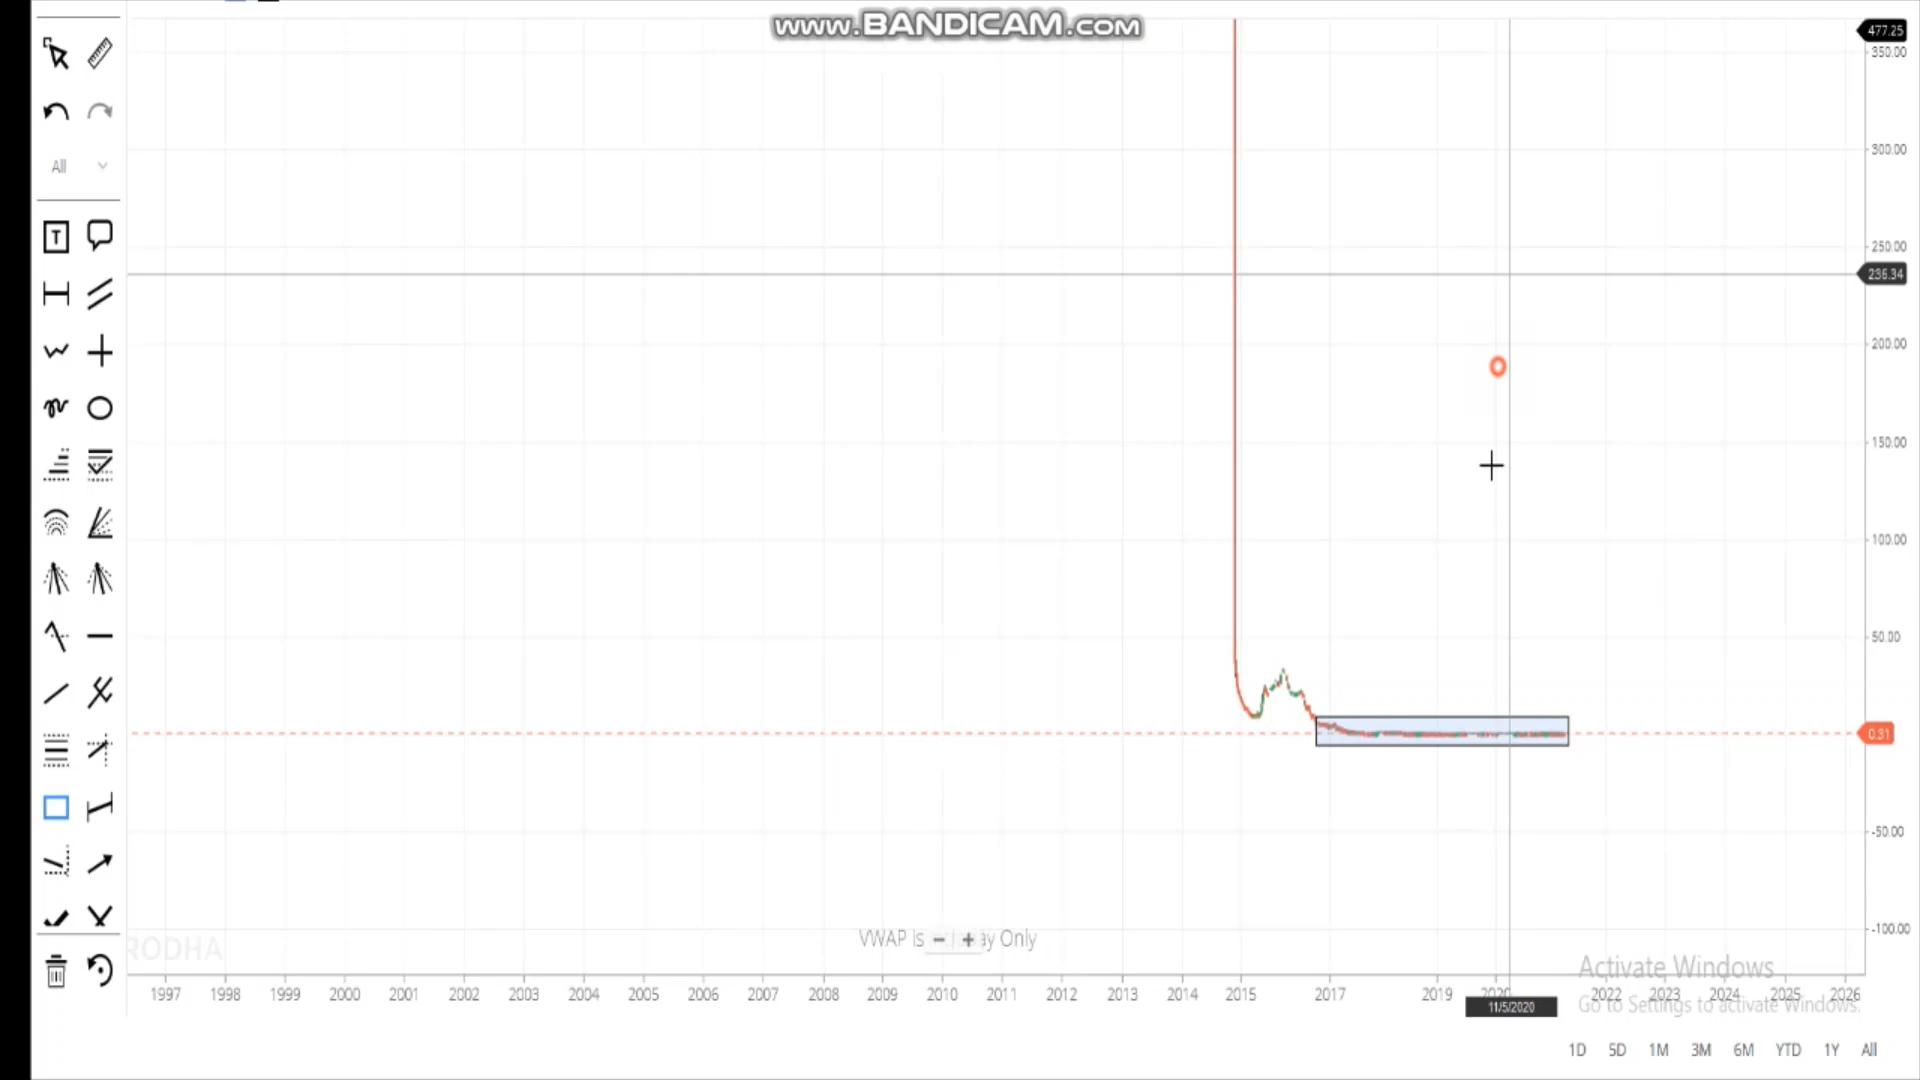 www.BANDICAM.com
477.25
350.00
300.00
250.00
236.34
200.00
150.00
100.00
50.00
0.31
-50.00
-100.00
All
T
RODHA
VWAP is - + ay Only
Activate Windows
Go to Settings to activate Windows.
1997 1998 1999 2000 2001 2002 2003 2004 2005 2006 2007 2008 2009 2010 2011 2012 2013 2014 2015 2017 2019 2020 2022 2023 2024 2025 2026
11/5/2020
1D 5D 1M 3M 6M YTD 1Y All